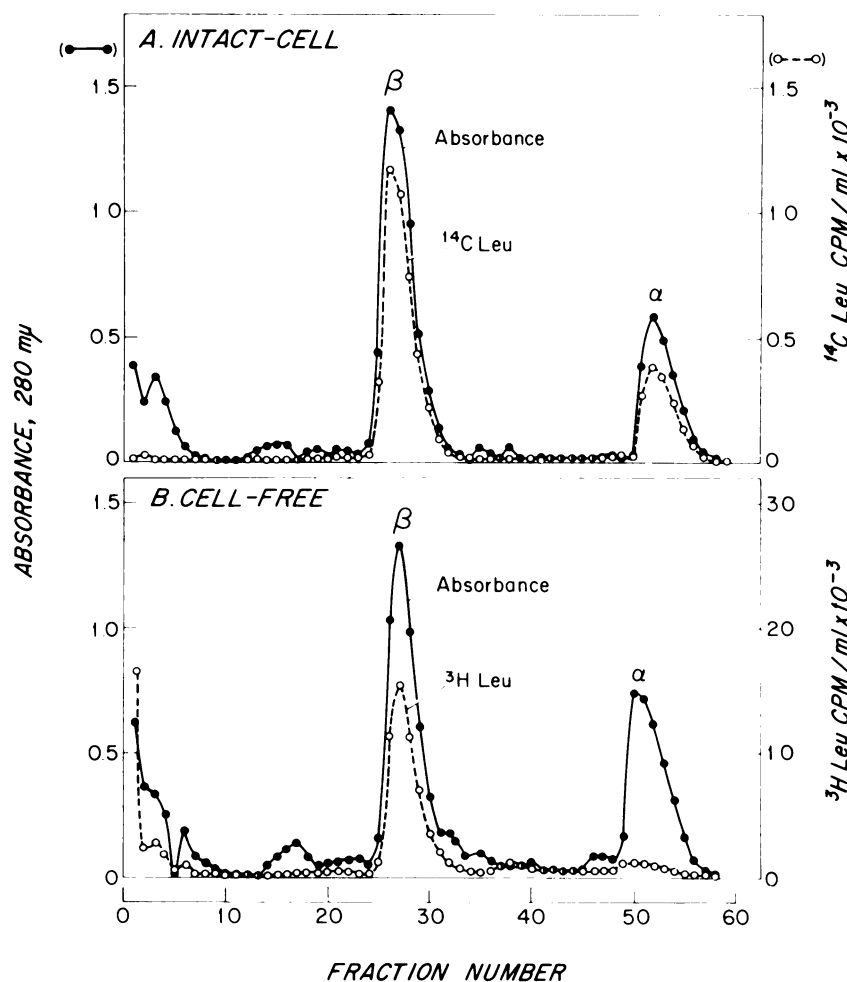 (●—●)
A. INTACT-CELL
(○--○)
1.5
1.0
0.5
0
β
Absorbance
¹⁴C Leu
α
1.5
1.0
0.5
0
¹⁴C Leu CPM/ml x 10⁻³
ABSORBANCE, 280 mμ
B. CELL-FREE
1.5
1.0
0.5
0
β
Absorbance
³H Leu
α
30
20
10
0
³H Leu CPM/ml x 10⁻³
0 10 20 30 40 50 60
FRACTION NUMBER